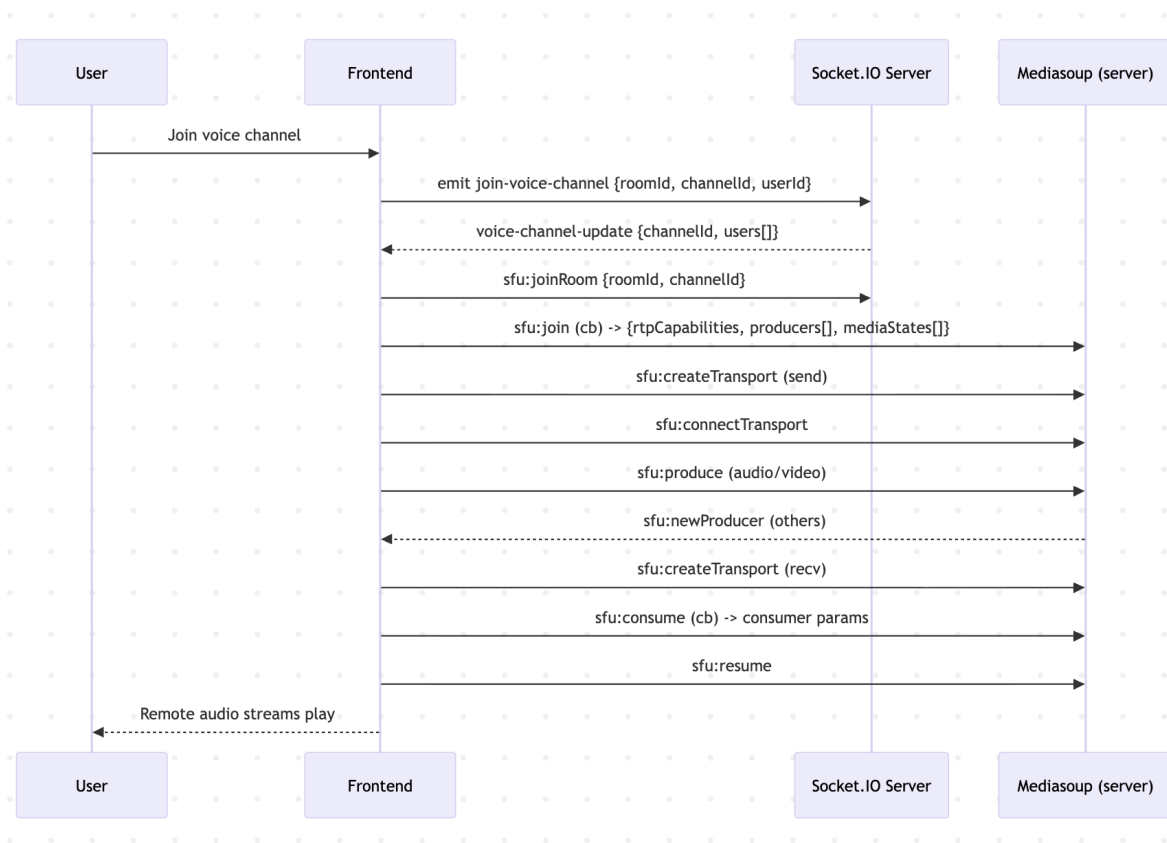 User
Frontend
Socket.IO Server
Mediasoup (server)
Join voice channel
emit join-voice-channel {roomId, channelId, userId}
voice-channel-update {channelId, users[]}
sfu:joinRoom {roomId, channelId}
sfu:join (cb) -> {rtpCapabilities, producers[], mediaStates[]}
sfu:createTransport (send)
sfu:connectTransport
sfu:produce (audio/video)
sfu:newProducer (others)
sfu:createTransport (recv)
sfu:consume (cb) -> consumer params
sfu:resume
Remote audio streams play
User
Frontend
Socket.IO Server
Mediasoup (server)